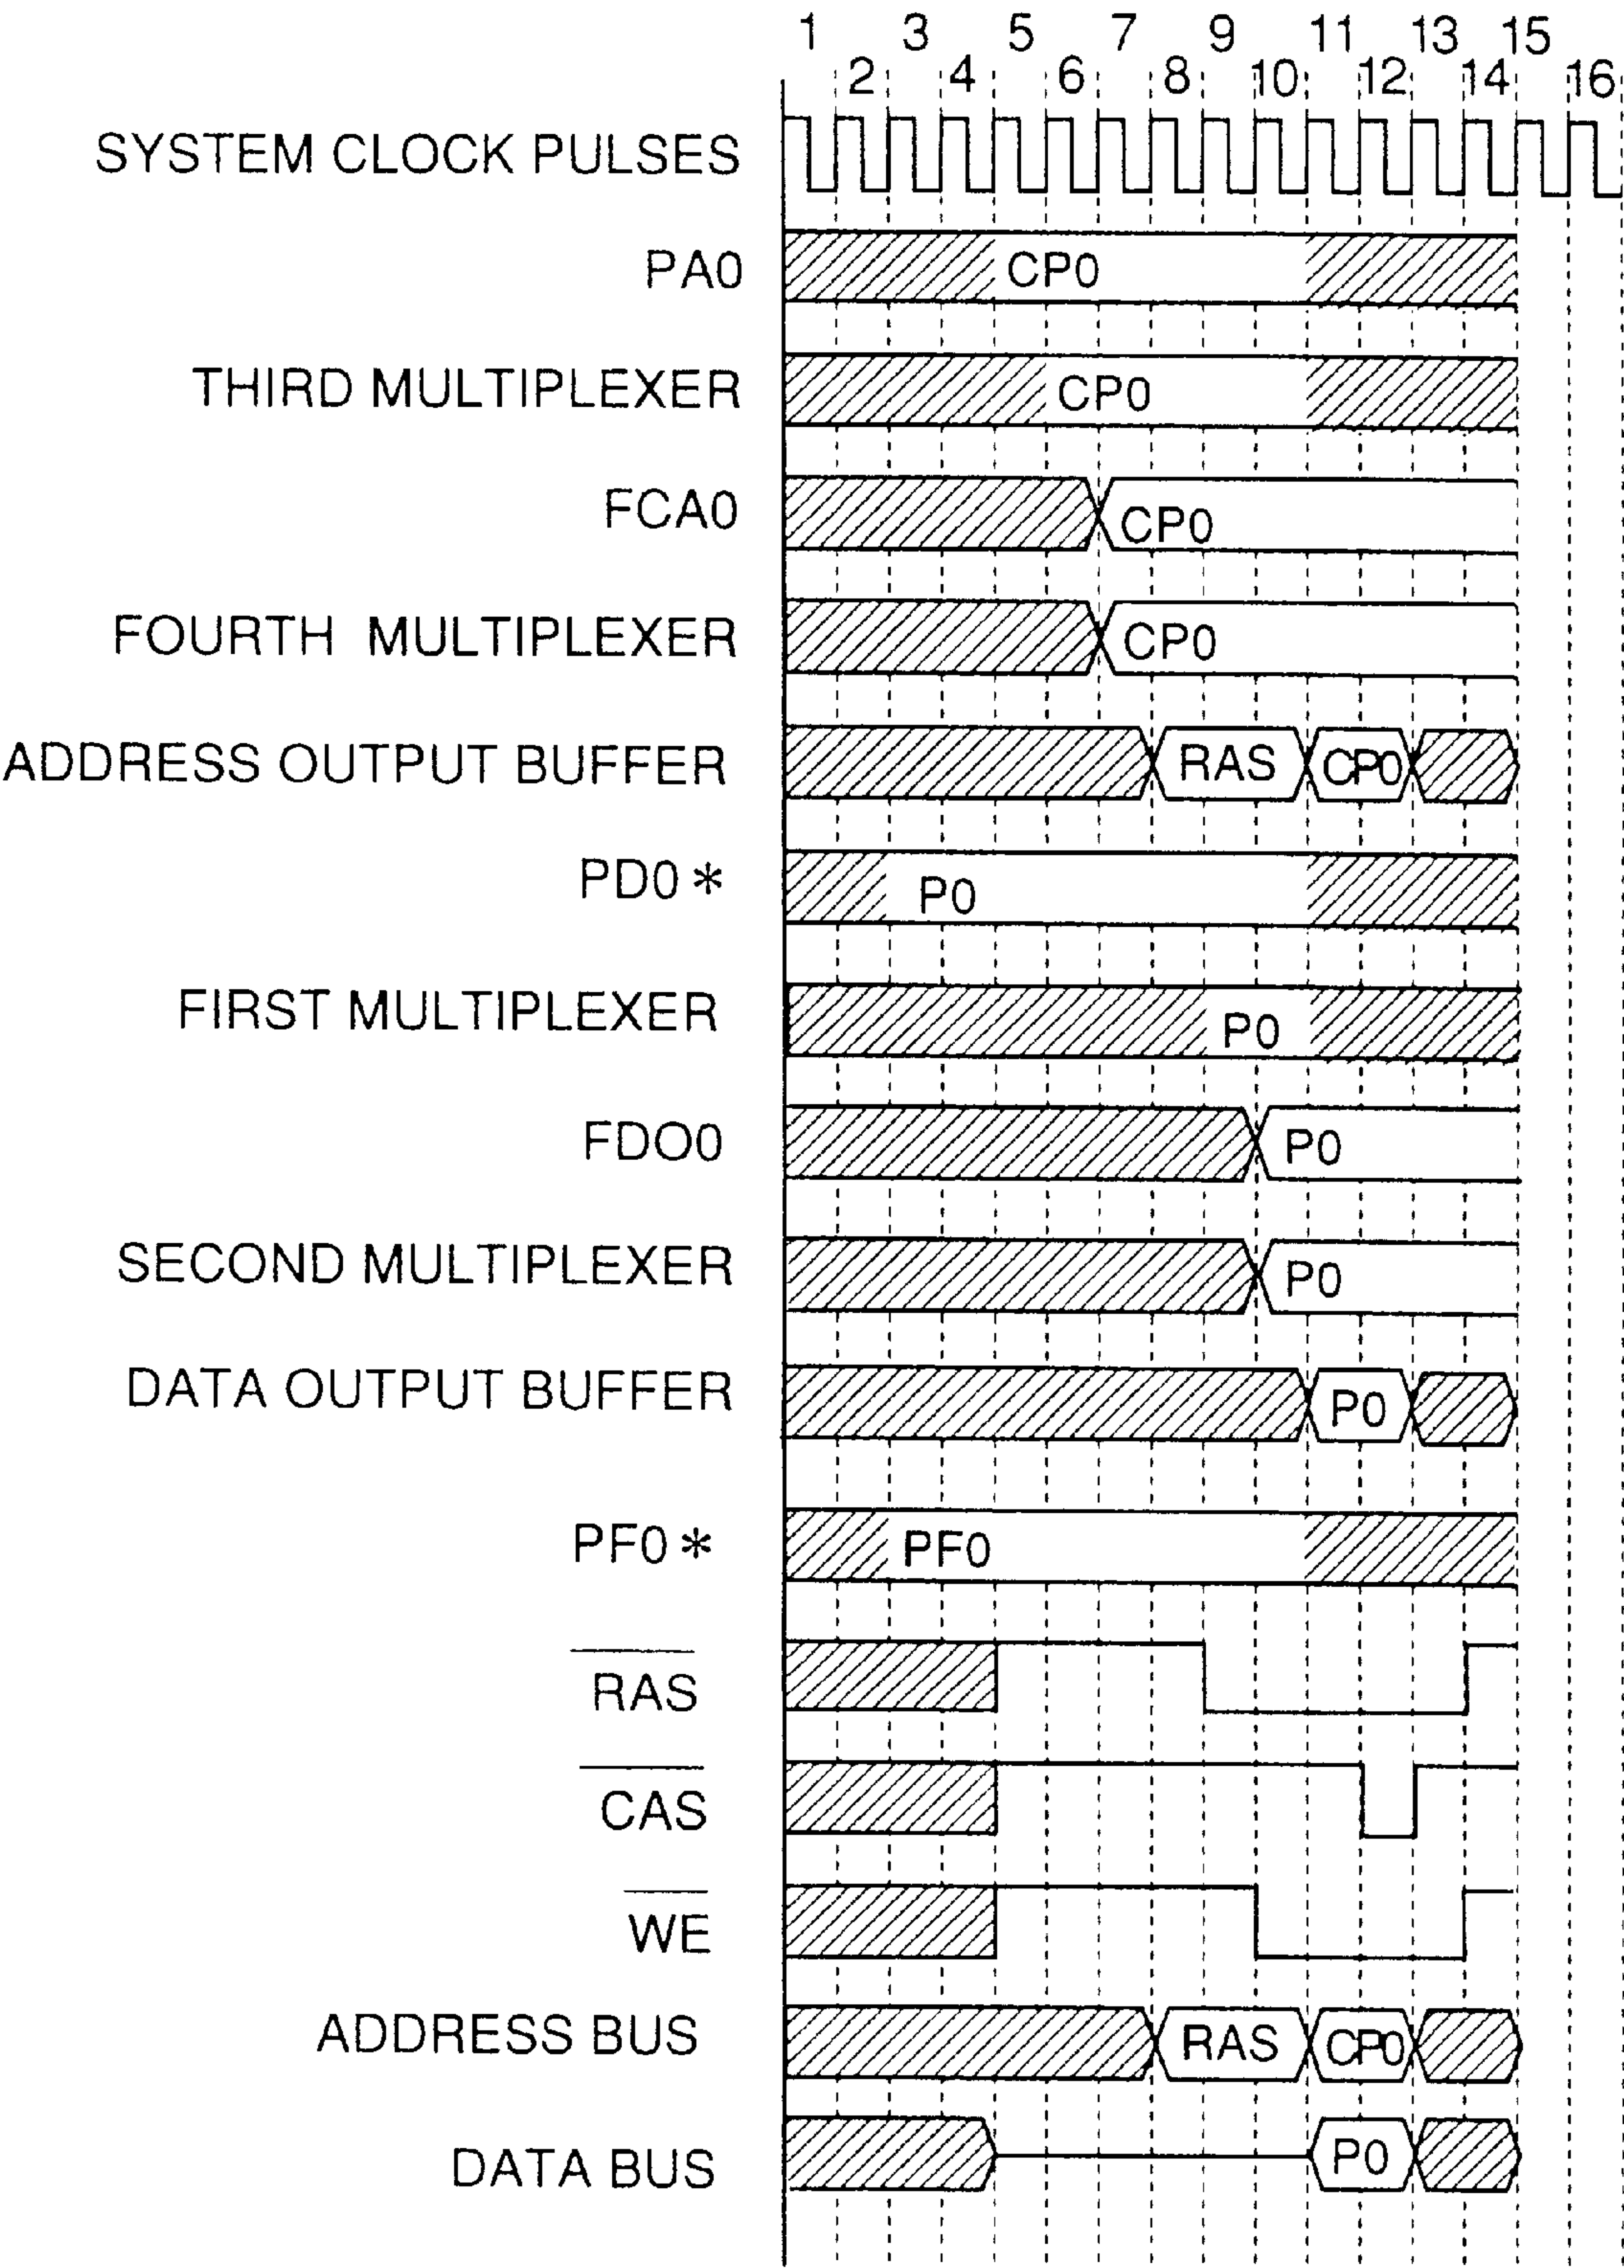 1 3 5 7 9 11 13 15
2 4 6 8 10 12 14 16
SYSTEM CLOCK PULSES
PA0 CP0
THIRD MULTIPLEXER CP0
FCA0 CP0
FOURTH MULTIPLEXER CP0
ADDRESS OUTPUT BUFFER RAS CP0
PD0* P0
FIRST MULTIPLEXER P0
FDO0 P0
SECOND MULTIPLEXER P0
DATA OUTPUT BUFFER P0
PF0* PF0
R̅A̅S̅
C̅A̅S̅
W̅E̅
ADDRESS BUS RAS CP0
DATA BUS P0